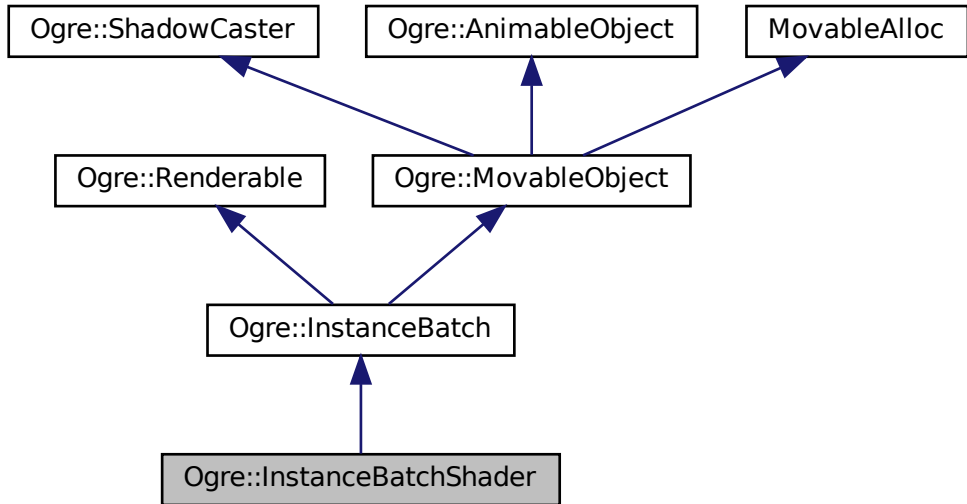 Ogre::ShadowCaster
Ogre::AnimableObject
MovableAlloc
Ogre::Renderable
Ogre::MovableObject
Ogre::InstanceBatch
Ogre::InstanceBatchShader